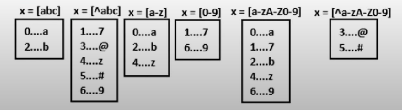 x = [abc]
0....a
2....b
x = [^abc]
1....7
3....@
4....z
5....#
6....9
x = [a-z]
0....a
2....b
4....z
x = [0-9]
1....7
6....9
x = [a-zA-Z0-9]
0....a
1....7
2....b
4....z
6....9
x = [^a-zA-Z0-9]
3....@
5....#